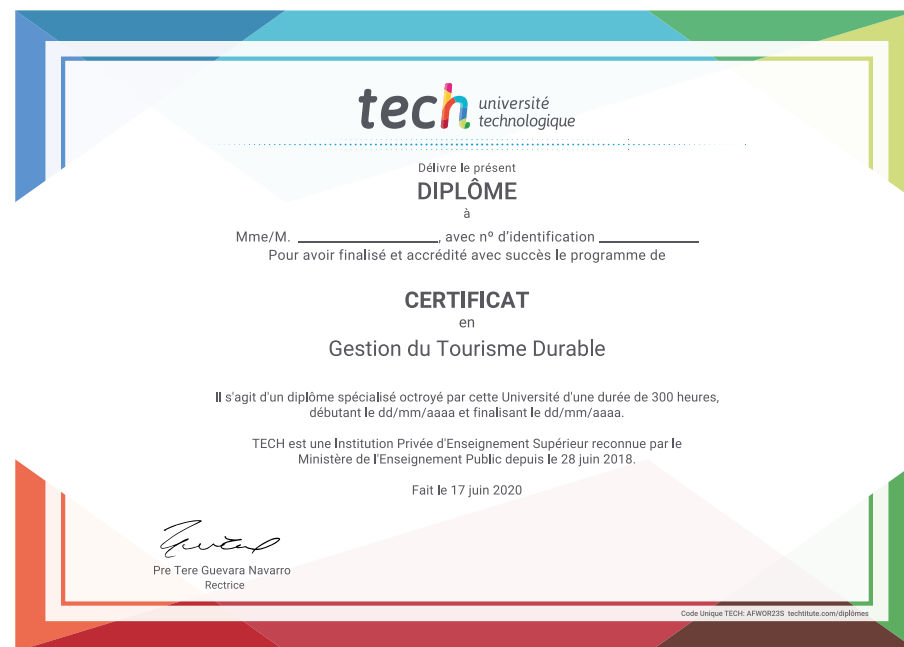 tech université
technologique
Délivre le présent
DIPLÔME
à
Mme/M. ____________________, avec nº d'identification ______________
Pour avoir finalisé et accrédité avec succès le programme de
CERTIFICAT
en
Gestion du Tourisme Durable
Il s'agit d'un diplôme spécialisé octroyé par cette Université d'une durée de 300 heures,
débutant le dd/mm/aaaa et finalisant le dd/mm/aaaa.
TECH est une Institution Privée d'Enseignement Supérieur reconnue par le
Ministère de l'Enseignement Public depuis le 28 juin 2018.
Fait le 17 juin 2020
Pre Tere Guevara Navarro
Rectrice
Code Unique TECH: AFWOR23S techtitute.com/diplômes